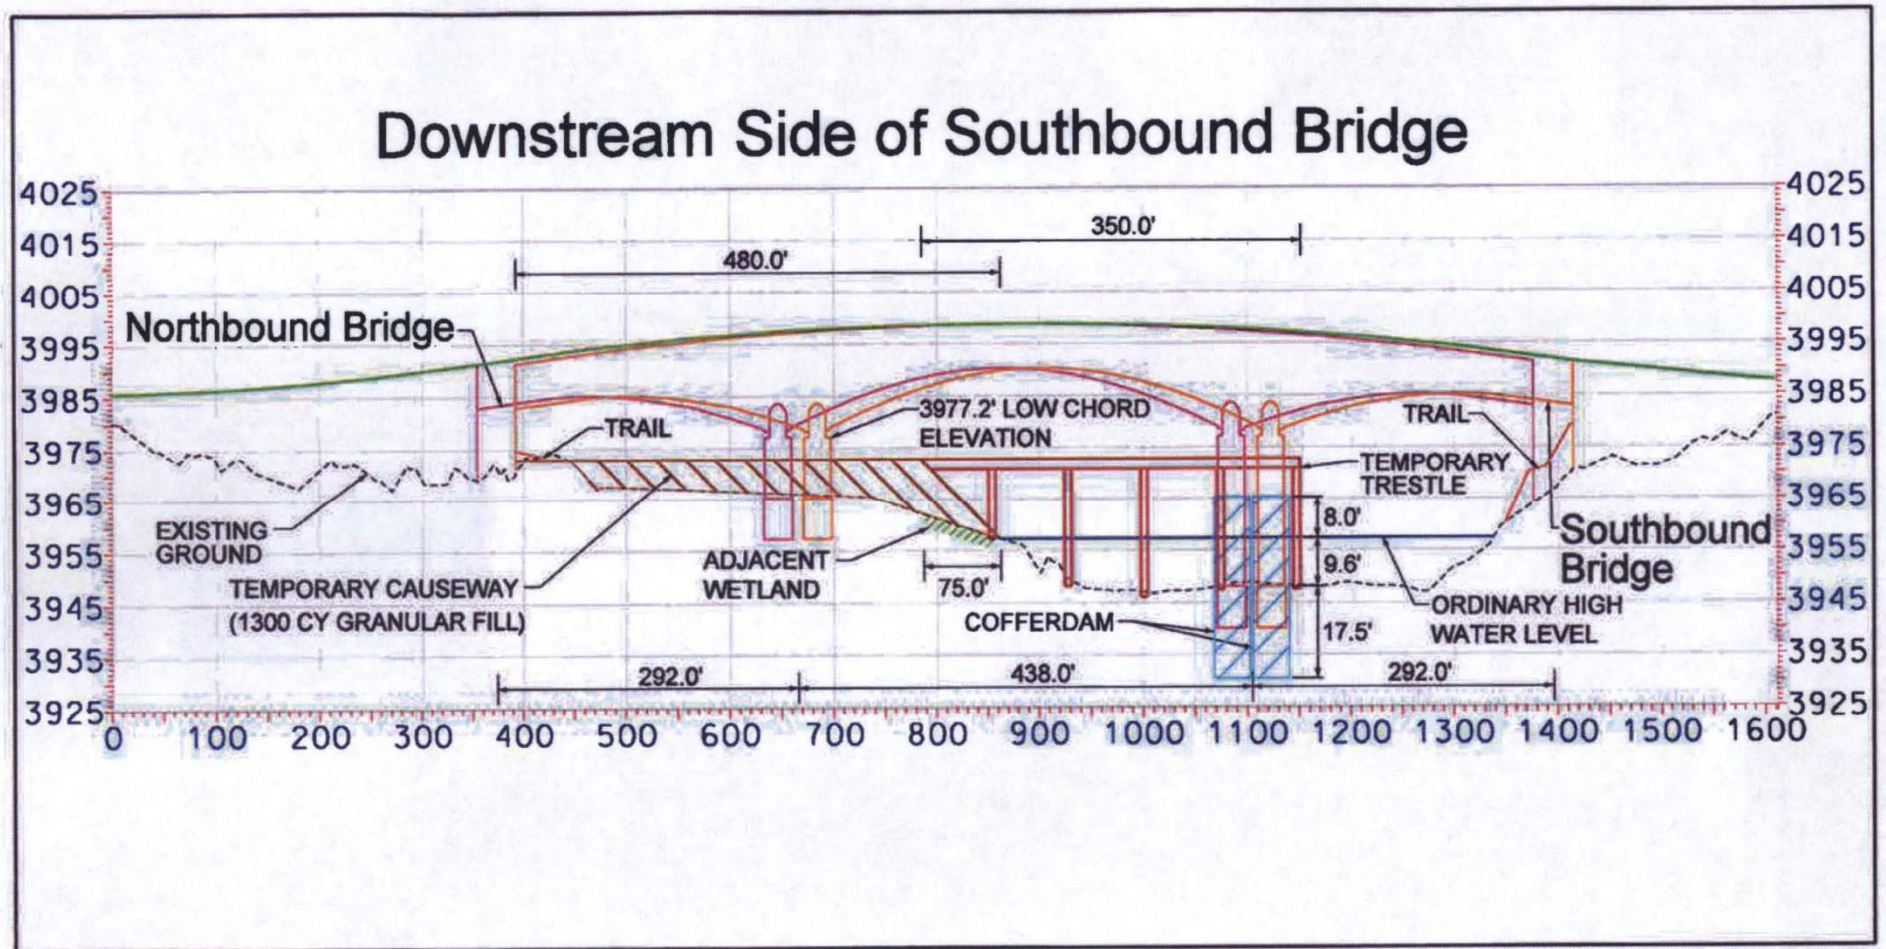 Downstream Side of Southbound Bridge
4025
4025
350.0'
4015
4015
480.0'
4005
4005
Northbound Bridge
3995
3995
3985
3985
3977.2' LOW CHORD
ELEVATION
TRAIL
TRAIL
3975
3975
TEMPORARY
TRESTLE
3965
3965
8.0'
EXISTING
GROUND
Southbound
Bridge
3955
3955
ADJACENT
WETLAND
9.6'
75.0'
TEMPORARY CAUSEWAY
(1300 CY GRANULAR FILL)
3945
3945
ORDINARY HIGH
WATER LEVEL
COFFERDAM
17.5'
3935
3935
292.0'
438.0'
292.0'
3925
3925
0 100 200 300 400 500 600 700 800 900 1000 1100 1200 1300 1400 1500 1600